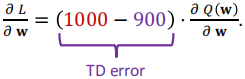 ∂L/∂w = (1000 − 900) · ∂Q(w)/∂w.
TD error